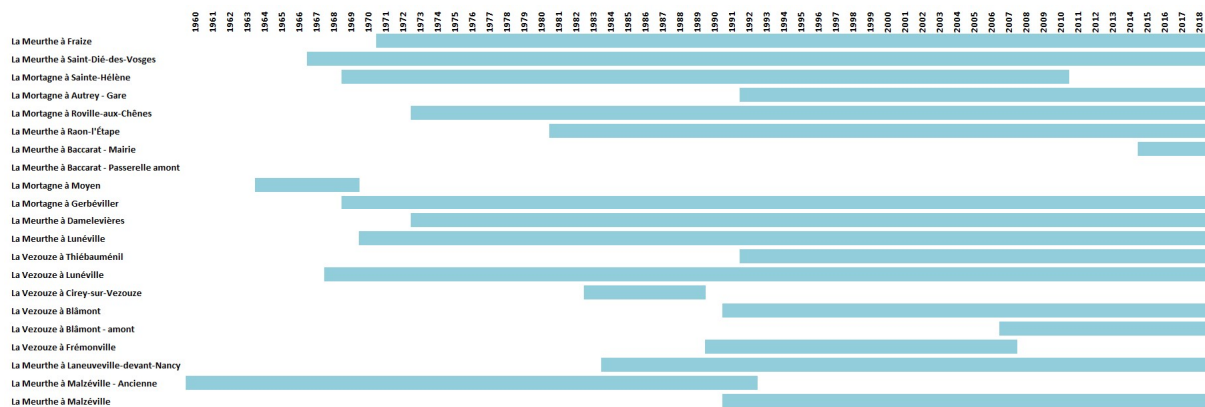 1960 1961 1962 1963 1964 1965 1966 1967 1968 1969 1970 1971 1972 1973 1974 1975 1976 1977 1978 1979 1980 1981 1982 1983 1984 1985 1986 1987 1988 1989 1990 1991 1992 1993 1994 1995 1996 1997 1998 1999 2000 2001 2002 2003 2004 2005 2006 2007 2008 2009 2010 2011 2012 2013 2014 2015 2016 2017 2018
La Meurthe à Fraize
La Meurthe à Saint-Dié-des-Vosges
La Mortagne à Sainte-Hélène
La Mortagne à Autrey - Gare
La Mortagne à Roville-aux-Chênes
La Meurthe à Raon-l'Étape
La Meurthe à Baccarat - Mairie
La Meurthe à Baccarat - Passerelle amont
La Mortagne à Moyen
La Mortagne à Gerbéviller
La Meurthe à Damelevières
La Meurthe à Lunéville
La Vezouze à Thiébauménil
La Vezouze à Lunéville
La Vezouze à Cirey-sur-Vezouze
La Vezouze à Blâmont
La Vezouze à Blâmont - amont
La Vezouze à Frémonville
La Meurthe à Laneuveville-devant-Nancy
La Meurthe à Malzéville - Ancienne
La Meurthe à Malzéville